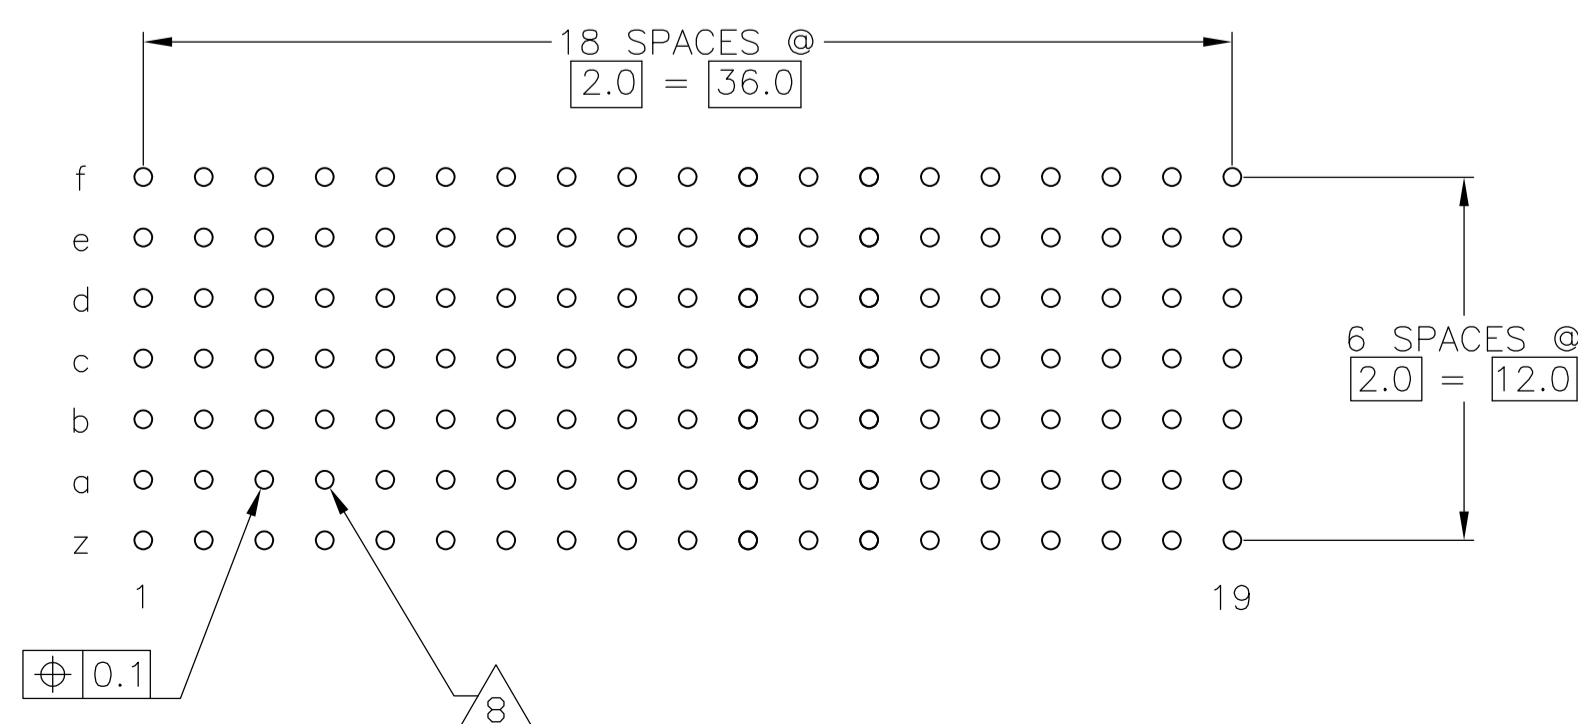 18 SPACES @
2.0 = 36.0
f
e
d
c
6 SPACES @
2.0 = 12.0
b
a
z
1
19
⌖ 0.1
8